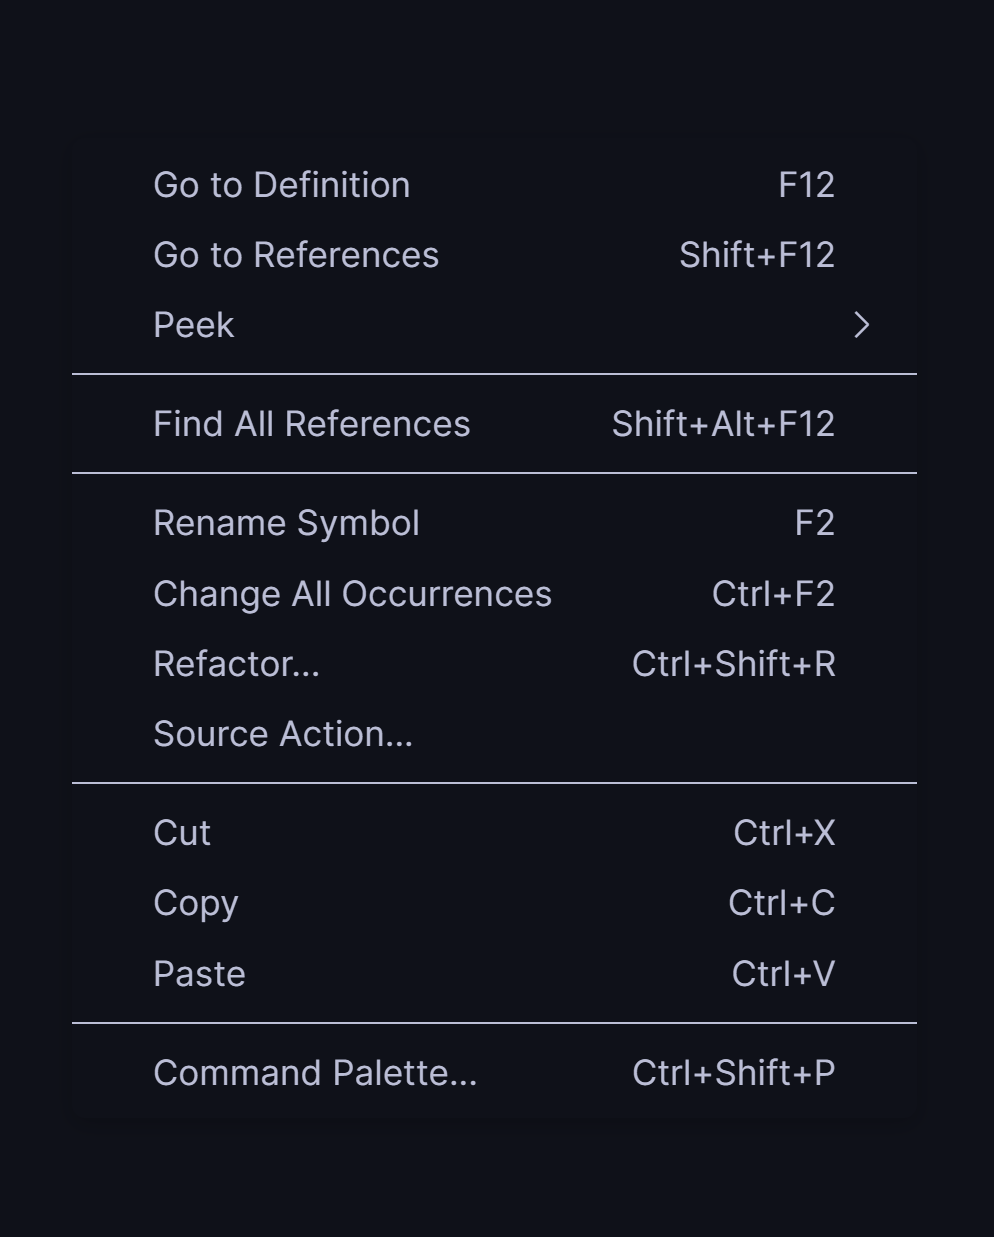 Go to Definition F12
Go to References Shift+F12
Peek
Find All References Shift+Alt+F12
Rename Symbol F2
Change All Occurrences Ctrl+F2
Refactor... Ctrl+Shift+R
Source Action...
Cut Ctrl+X
Copy Ctrl+C
Paste Ctrl+V
Command Palette... Ctrl+Shift+P